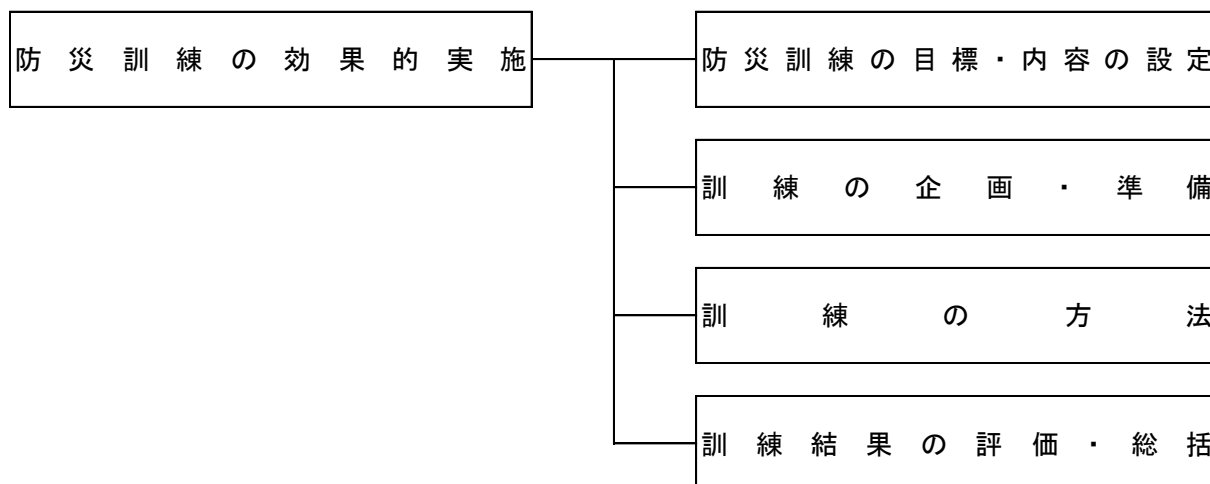 防災訓練の効果的実施
防災訓練の目標・内容の設定
訓練の企画・準備
訓練の方法
訓練結果の評価・総括